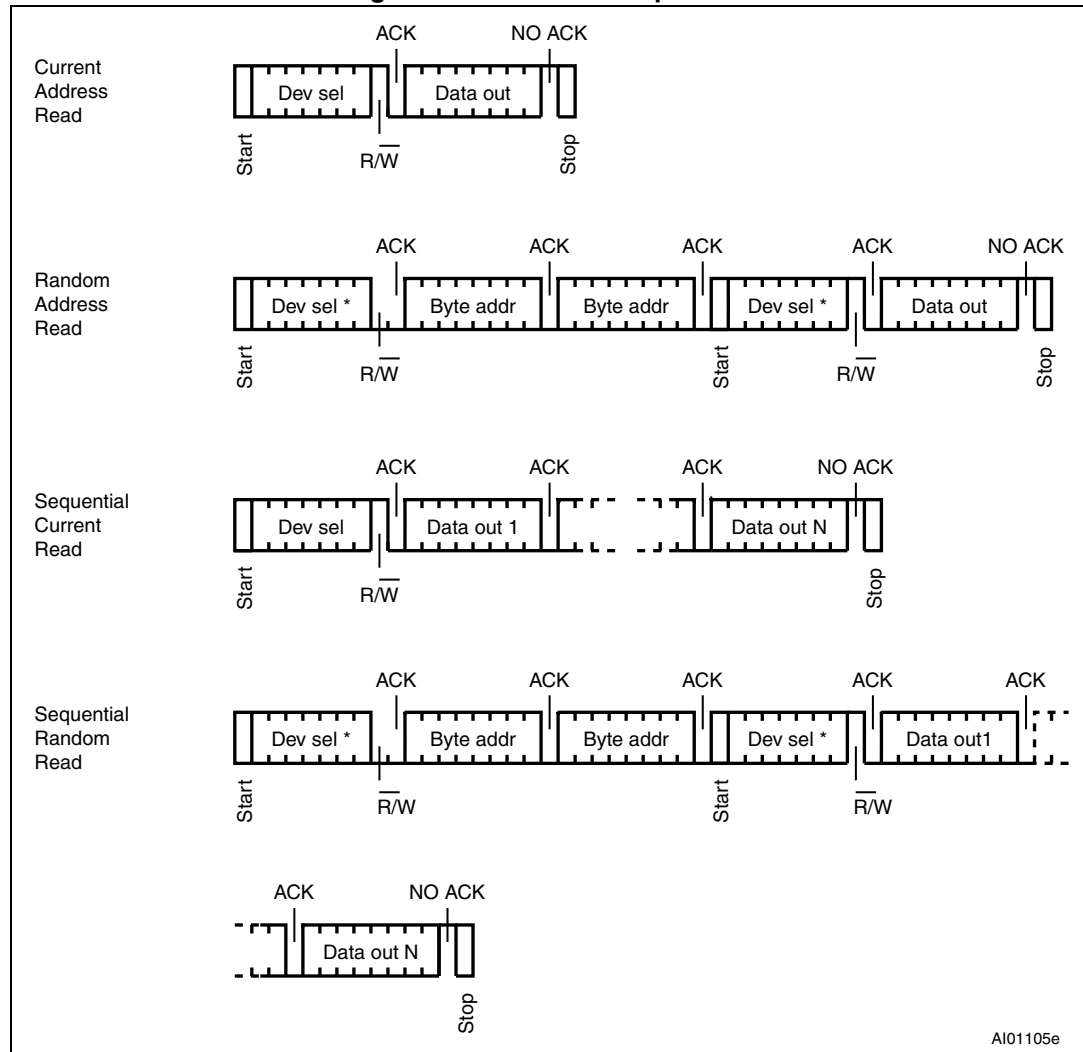 ACK NO ACK
Current
Address
Read
Dev sel Data out
Start R/W̅ Stop
ACK ACK ACK ACK NO ACK
Random
Address
Read
Dev sel * Byte addr Byte addr Dev sel * Data out
Start R/W̅ Start R/W̅ Stop
ACK ACK ACK NO ACK
Sequential
Current
Read
Dev sel Data out 1 Data out N
Start R/W̅ Stop
ACK ACK ACK ACK ACK
Sequential
Random
Read
Dev sel * Byte addr Byte addr Dev sel * Data out1
Start R̅/W Start R̅/W
ACK NO ACK
Data out N
Stop
AI01105e